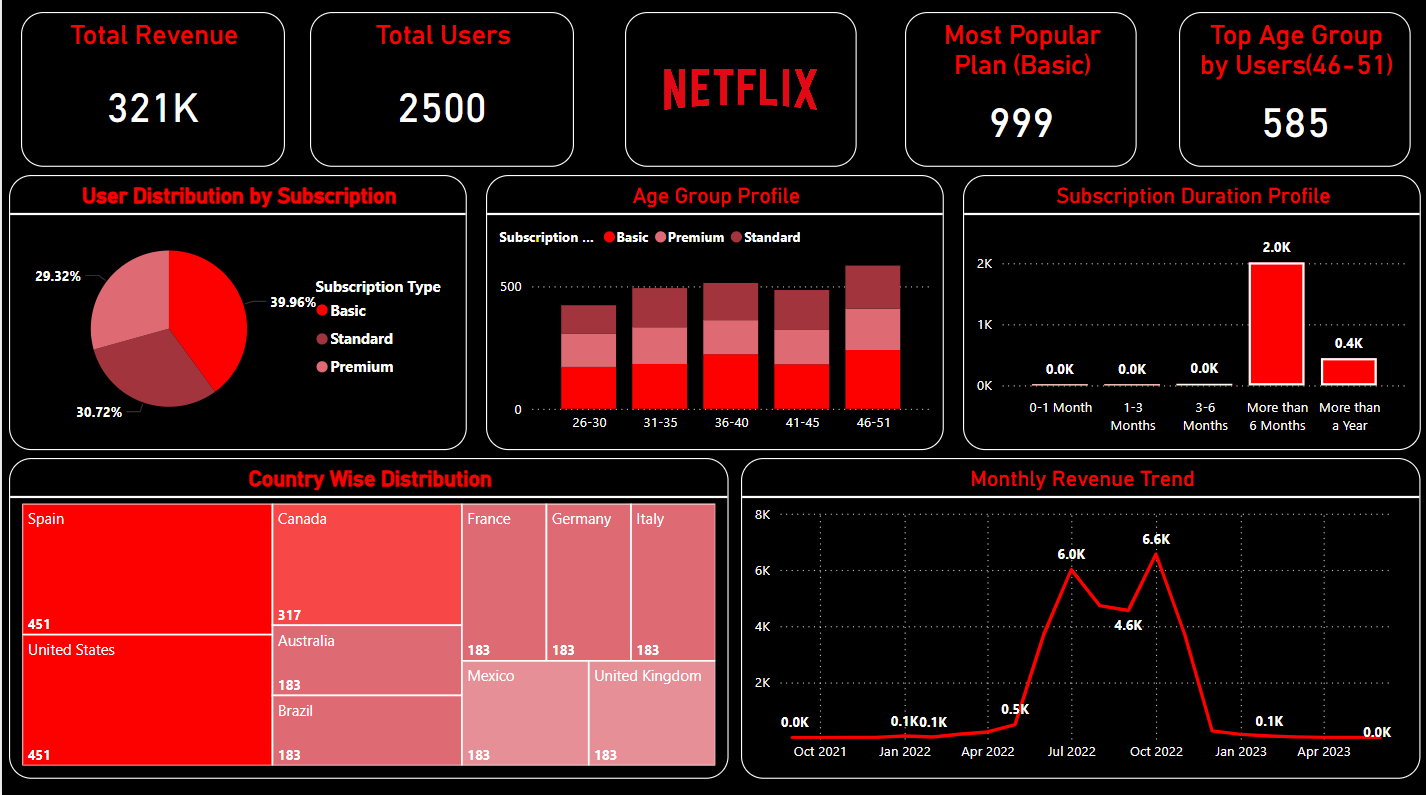 Total Revenue
321K
Total Users
2500
NETFLIX
Most Popular
Plan (Basic)
999
Top Age Group
by Users(46-51)
585
User Distribution by Subscription
29.32%
39.96%
30.72%
Subscription Type
Basic
Standard
Premium
Age Group Profile
Subscription ... Basic Premium Standard
500
0
26-30 31-35 36-40 41-45 46-51
Subscription Duration Profile
2K
1K
0K
0.0K 0.0K 0.0K 2.0K 0.4K
0-1 Month
1-3
Months
3-6
Months
More than
6 Months
More than
a Year
Country Wise Distribution
Spain
451
United States
451
Canada
317
Australia
183
Brazil
183
France
183
Germany
183
Italy
183
Mexico
183
United Kingdom
183
Monthly Revenue Trend
8K
6K
4K
2K
0.0K 0.1K 0.1K 0.5K 6.0K 4.6K 6.6K 0.1K 0.0K
Oct 2021 Jan 2022 Apr 2022 Jul 2022 Oct 2022 Jan 2023 Apr 2023